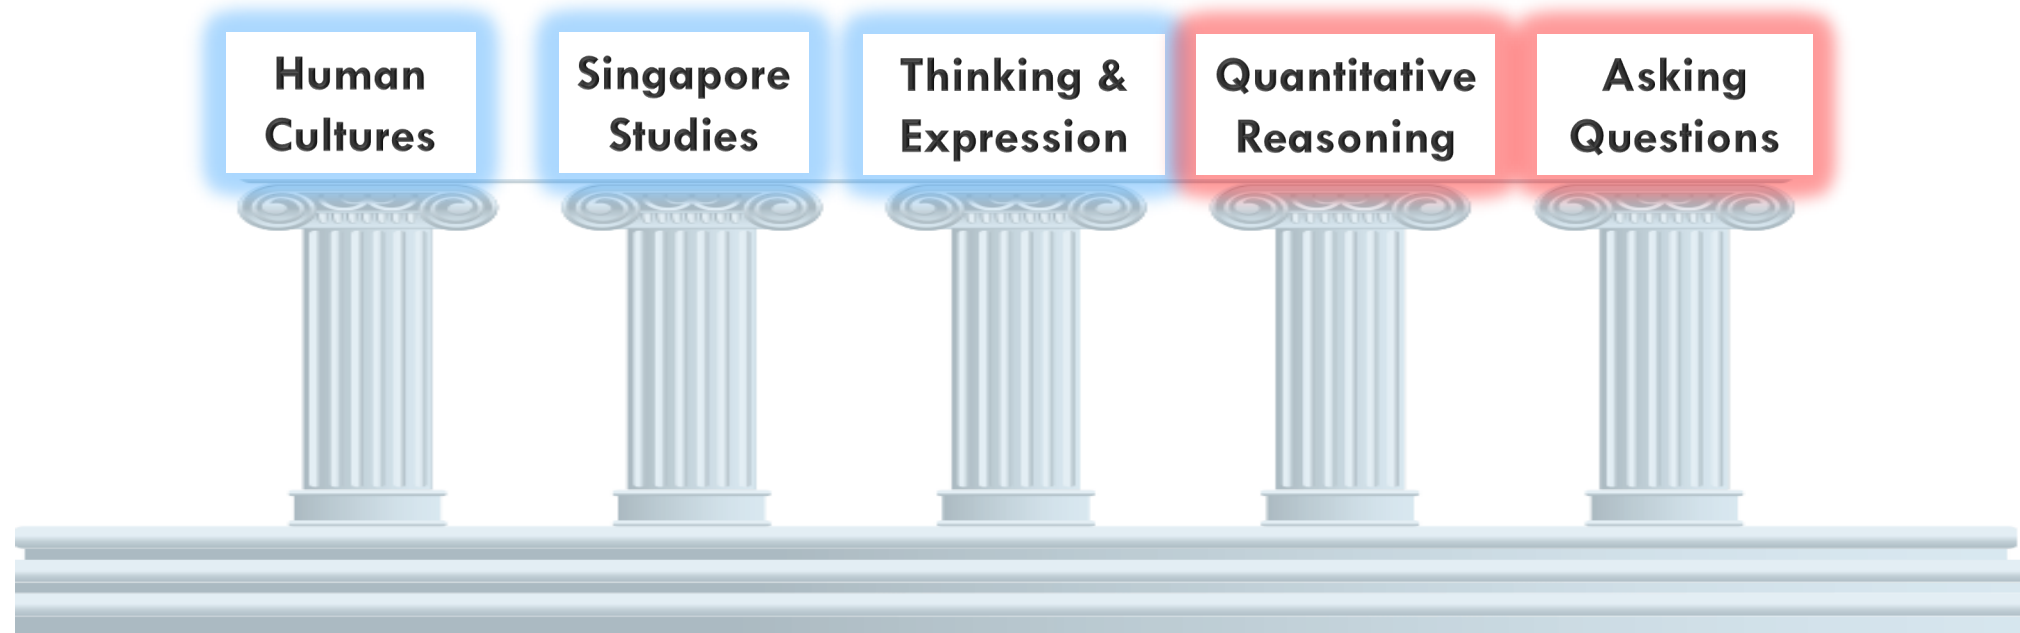 Human
Cultures
Singapore
Studies
Thinking &
Expression
Quantitative
Reasoning
Asking
Questions